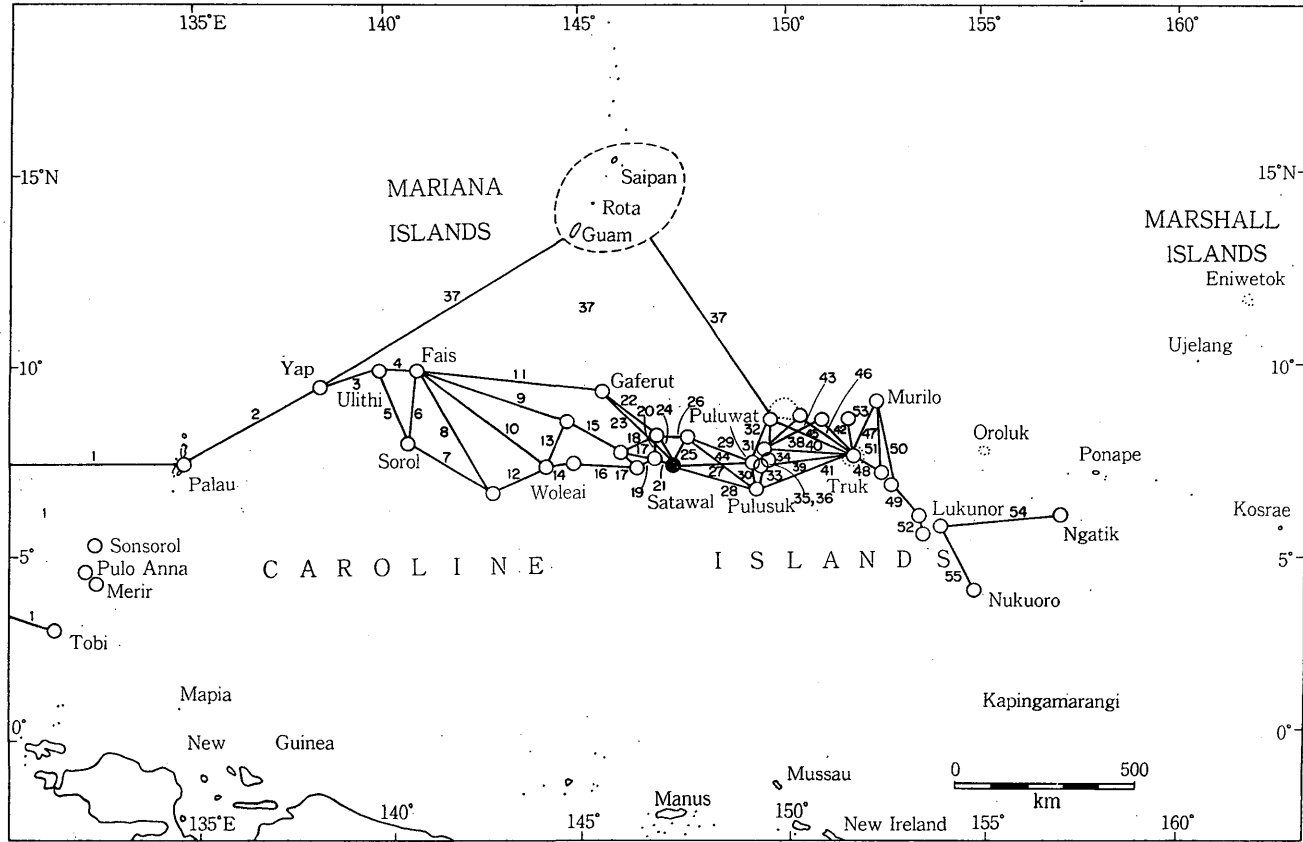 135°E
140°
145°
150°
155°
160°
15°N
15°N
Saipan
MARIANA
ISLANDS
Rota
Guam
MARSHALL
ISLANDS
Eniwetok
37
37
37
Ujelang
10°
10°
Yap
Fais
4
3
Ulithi
11
Gaferut
43
46
Murilo
2
5
6
9
22
20
24
26
Puluwat
53
8
10
15
23
32
45
42
47
50
Oroluk
Ponape
13
18
17
29
31
38
40
51
1
Sorol
7
12
14
16
17
25
44
27
30
34
33
39
41
48
Palau
Woleai
19
21
Satawal
28
Pulusuk
35,36
Truk
49
Lukunor
54
Kosrae
1
52
Ngatik
5°
Sonsorol
Pulo Anna
Merir
CAROLINE
ISLANDS
5°
55
Nukuoro
1
Tobi
Mapia
Kapingamarangi
0°
New
Guinea
0°
Mussau
0
500
km
Manus
New Ireland
135°E
140°
145°
150°
155°
160°